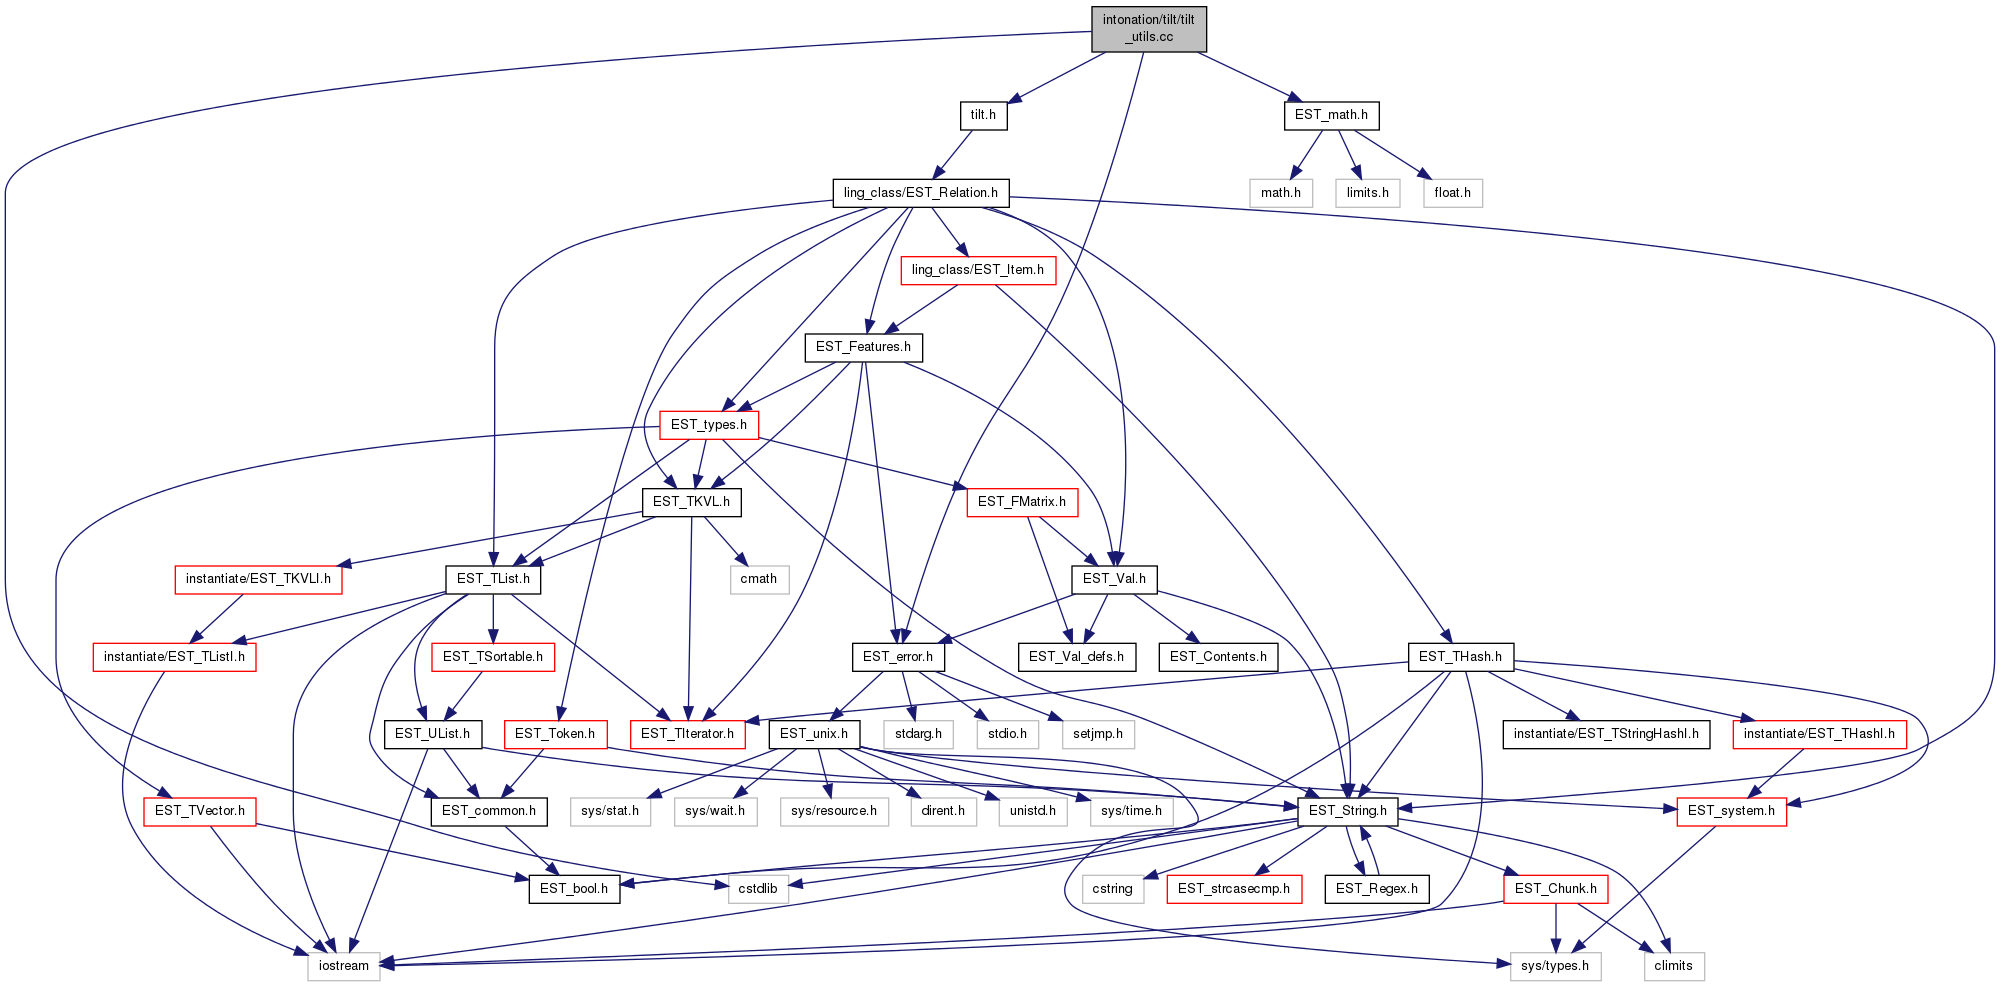 intonation/tilt/tilt
_utils.cc
tilt.h
EST_math.h
ling_class/EST_Relation.h
math.h
limits.h
float.h
ling_class/EST_Item.h
EST_Features.h
EST_types.h
EST_TKVL.h
EST_FMatrix.h
instantiate/EST_TKVLI.h
EST_TList.h
cmath
EST_Val.h
instantiate/EST_TListI.h
EST_TSortable.h
EST_error.h
EST_Val_defs.h
EST_Contents.h
EST_THash.h
EST_UList.h
EST_Token.h
EST_TIterator.h
EST_unix.h
stdarg.h
stdio.h
setjmp.h
instantiate/EST_TStringHashI.h
instantiate/EST_THashI.h
EST_TVector.h
EST_common.h
sys/stat.h
sys/wait.h
sys/resource.h
dirent.h
unistd.h
sys/time.h
EST_String.h
EST_system.h
EST_bool.h
cstdlib
cstring
EST_strcasecmp.h
EST_Regex.h
EST_Chunk.h
iostream
sys/types.h
climits